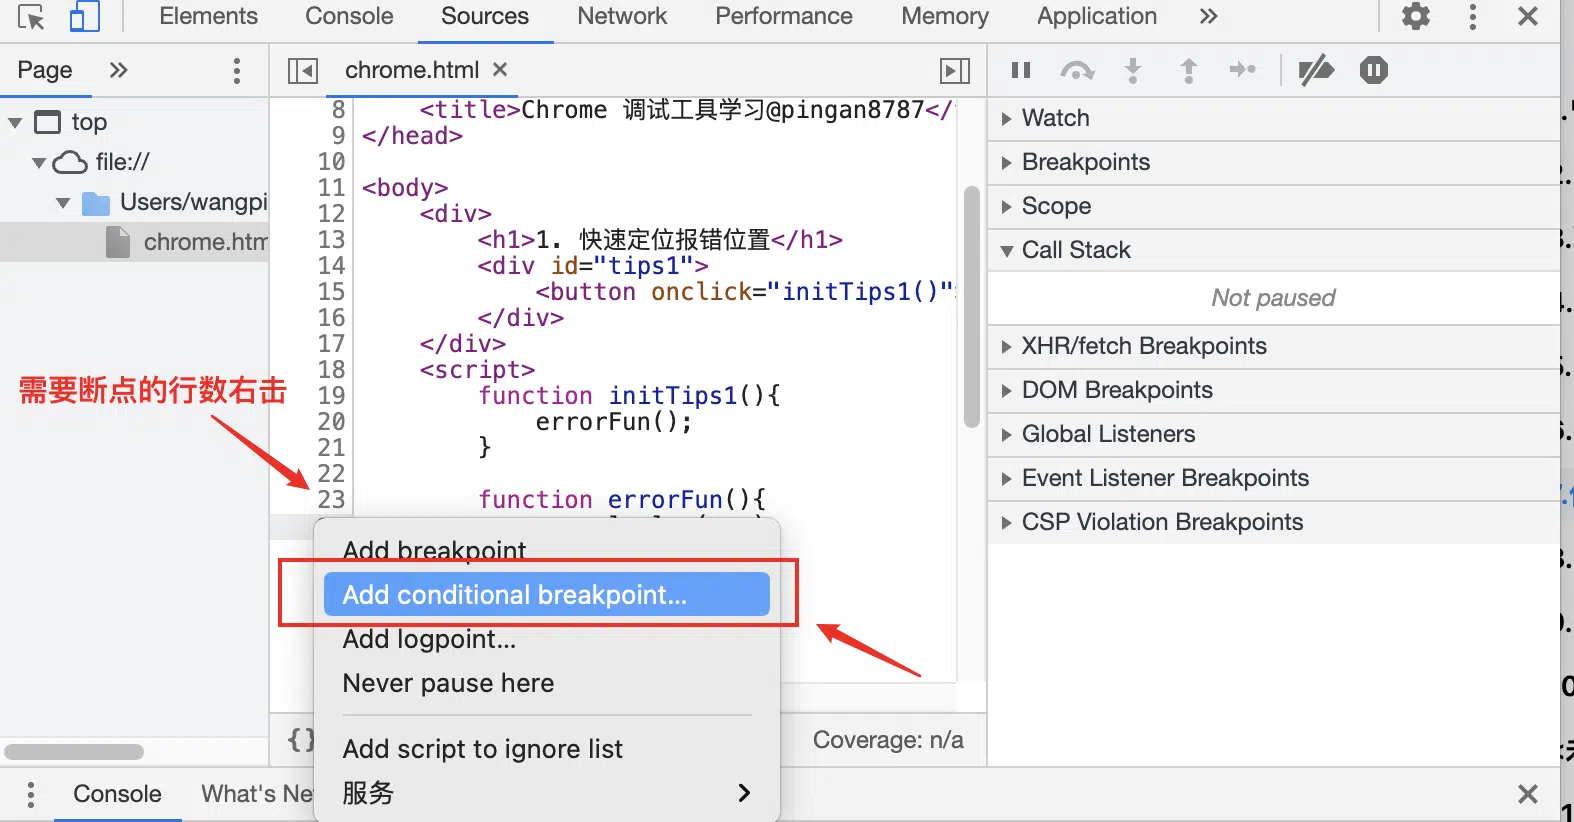 Elements Console Sources Network Performance Memory Application
Page
chrome.html
top
file://
Users/wangpi
chrome.htm
8 <title>Chrome 调试工具学习@pingan8787</
9 </head>
10
11 <body>
12 <div>
13 <h1>1. 快速定位报错位置</h1>
14 <div id="tips1">
15 <button onclick="initTips1()"
16 </div>
17 </div>
18 <script>
19 function initTips1(){
20 errorFun();
21 }
22
23 function errorFun(){
需要断点的行数右击
Add breakpoint
Add conditional breakpoint...
Add logpoint...
Never pause here
Add script to ignore list
服务
{}
Coverage: n/a
Watch
Breakpoints
Scope
Call Stack
Not paused
XHR/fetch Breakpoints
DOM Breakpoints
Global Listeners
Event Listener Breakpoints
CSP Violation Breakpoints
Console What's Ne